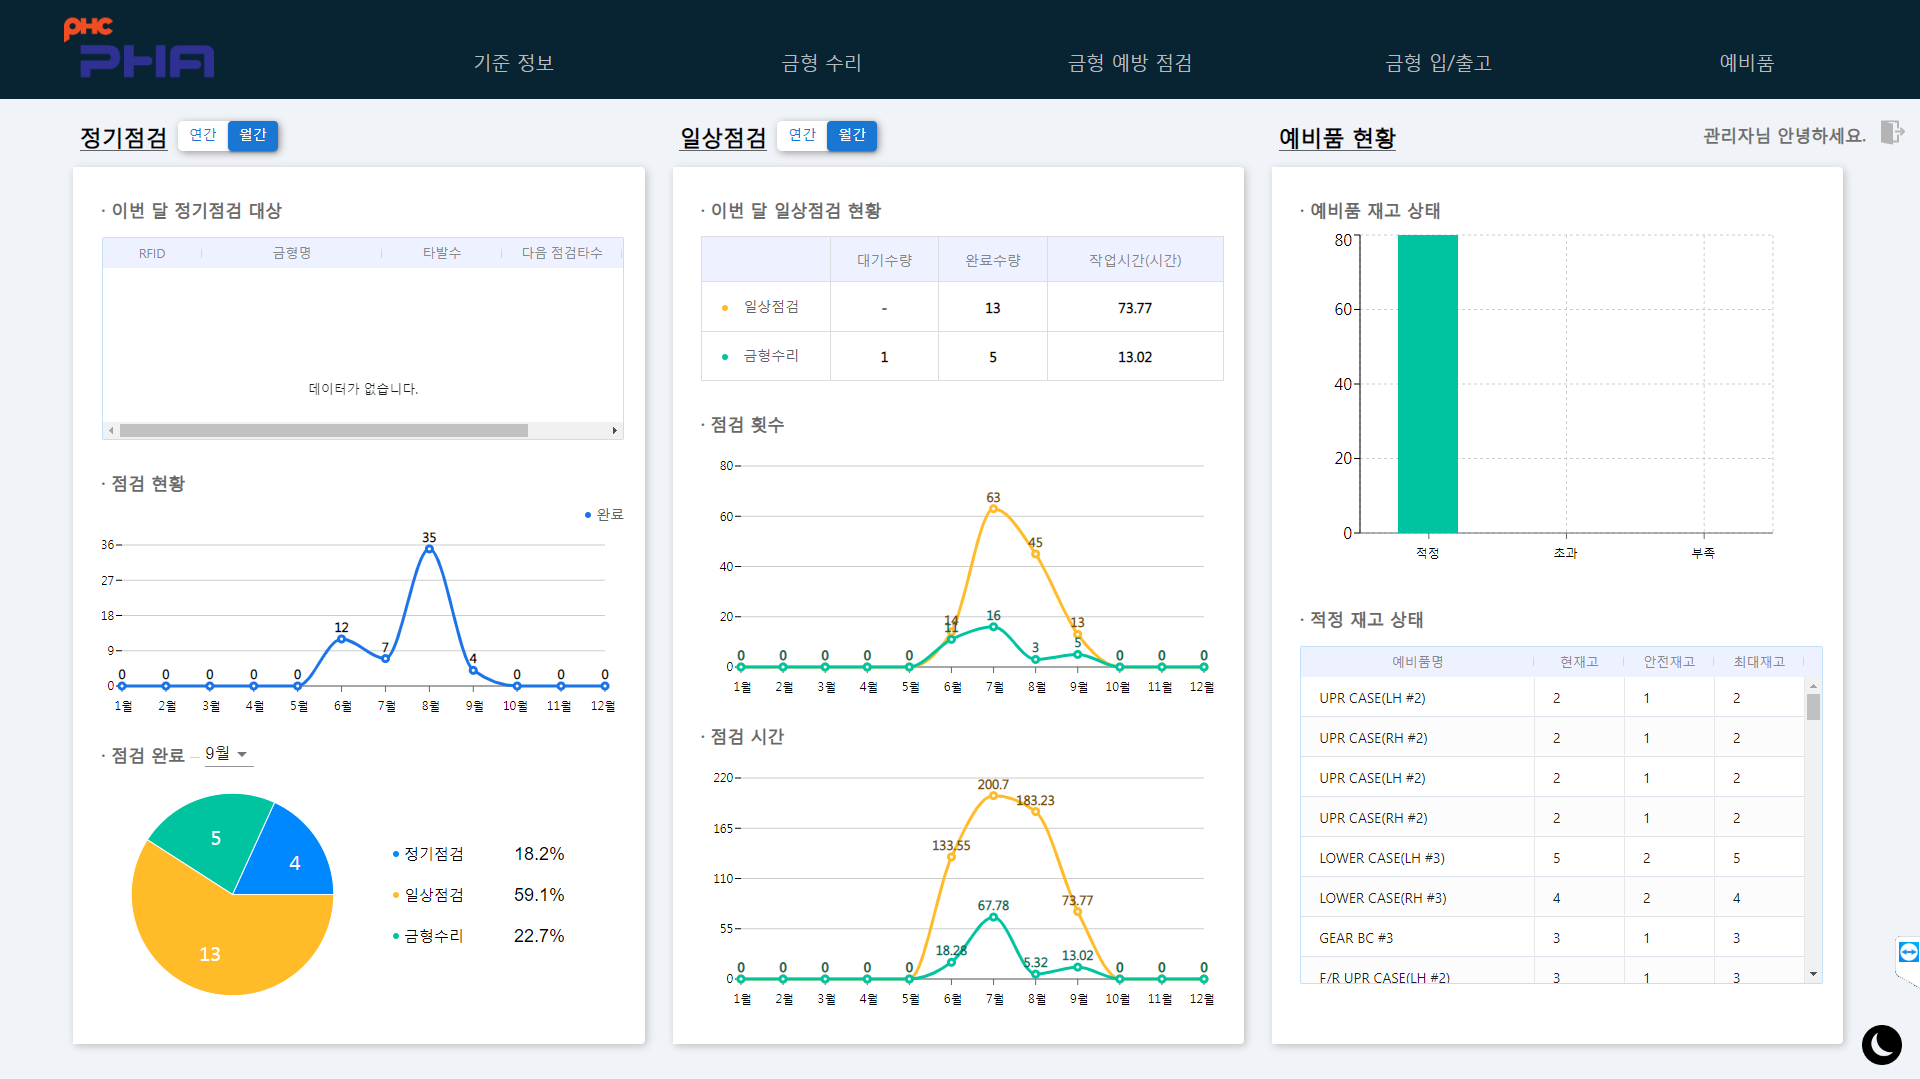 PHC
PHA
기준 정보
금형 수리
금형 예방 점검
금형 입/출고
예비품
정기점검
연간 월간
일상점검
연간 월간
예비품 현황
관리자님 안녕하세요.
· 이번 달 정기점검 대상
RFID 금형명 타발수 다음 점검타수
데이터가 없습니다.
· 점검 현황
완료
36
27
18
9
0
0 0 0 0 0 12 7 35 4 0 0 0
1월 2월 3월 4월 5월 6월 7월 8월 9월 10월 11월 12월
· 점검 완료 – 9월
5
4
13
정기점검 18.2%
일상점검 59.1%
금형수리 22.7%
· 이번 달 일상점검 현황
대기수량 완료수량 작업시간(시간)
일상점검 - 13 73.77
금형수리 1 5 13.02
· 점검 횟수
80
60
40
20
0
63
45
14
11
16
3
13
5
0 0 0 0 0 0 0 0
1월 2월 3월 4월 5월 6월 7월 8월 9월 10월 11월 12월
· 점검 시간
220
165
110
55
0
200.7
183.23
133.55
73.77
67.78
18.28
5.32
13.02
0 0 0 0 0 0 0 0
1월 2월 3월 4월 5월 6월 7월 8월 9월 10월 11월 12월
· 예비품 재고 상태
80
60
40
20
0
적정 초과 부족
· 적정 재고 상태
예비품명 현재고 안전재고 최대재고
UPR CASE(LH #2) 2 1 2
UPR CASE(RH #2) 2 1 2
UPR CASE(LH #2) 2 1 2
UPR CASE(RH #2) 2 1 2
LOWER CASE(LH #3) 5 2 5
LOWER CASE(RH #3) 4 2 4
GEAR BC #3 3 1 3
F/R UPR CASE(LH #2) 3 1 3